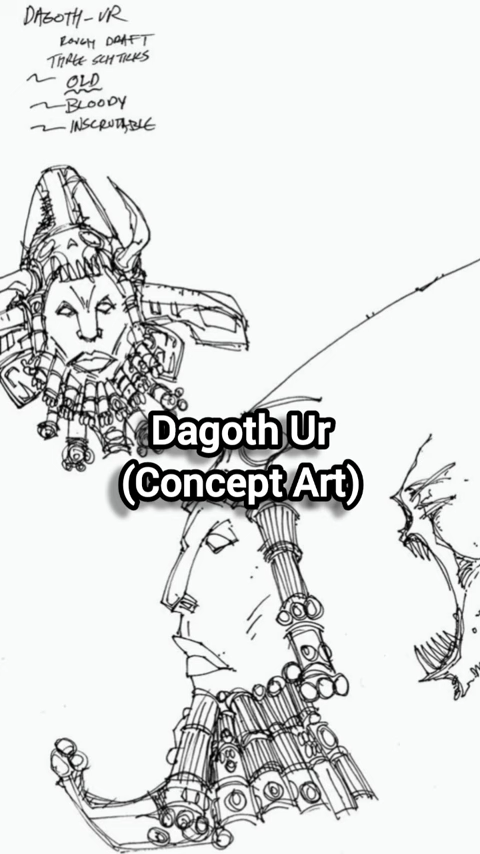 DAGOTH-UR
ROUGH DRAFT
THREE SCHTICKS
OLD
BLOODY
INSCRUTABLE
Dagoth Ur
(Concept Art)